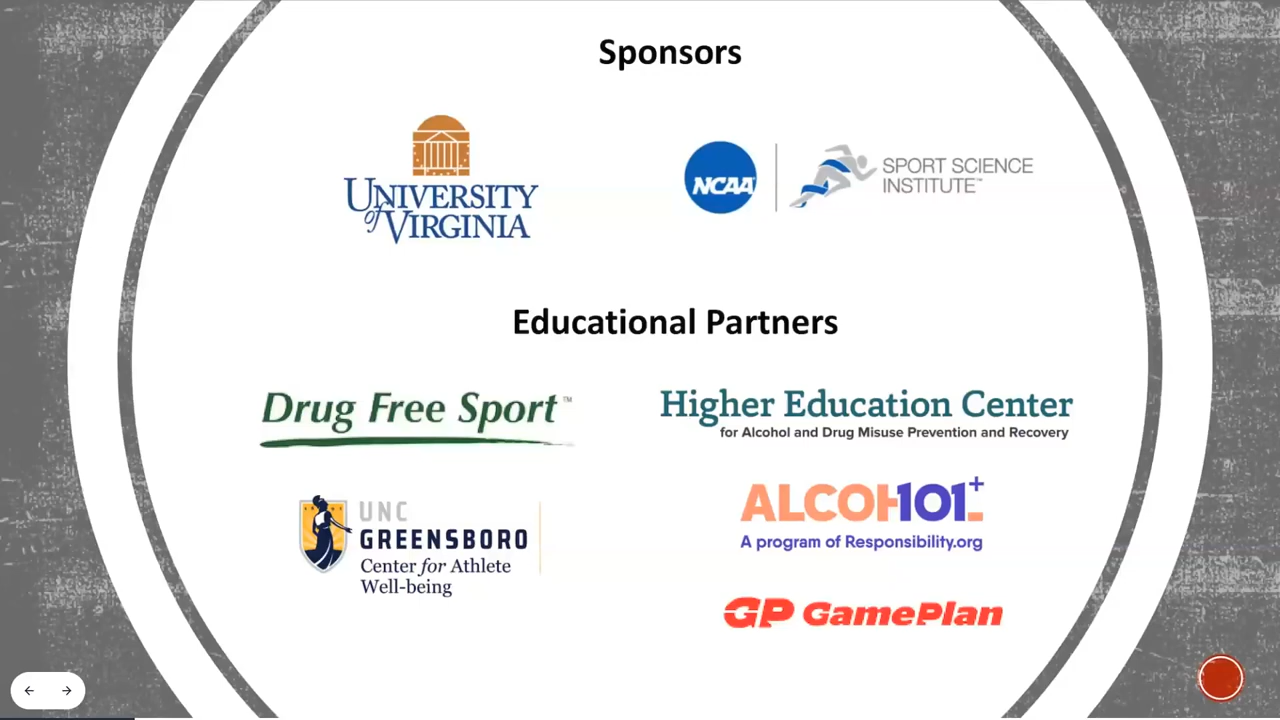 Sponsors
UNIVERSITY
of VIRGINIA
NCAA
SPORT SCIENCE
INSTITUTE™
Educational Partners
Drug Free Sport™
Higher Education Center
for Alcohol and Drug Misuse Prevention and Recovery
UNC
GREENSBORO
Center for Athlete
Well-being
ALCOH101+
A program of Responsibility.org
GP GamePlan